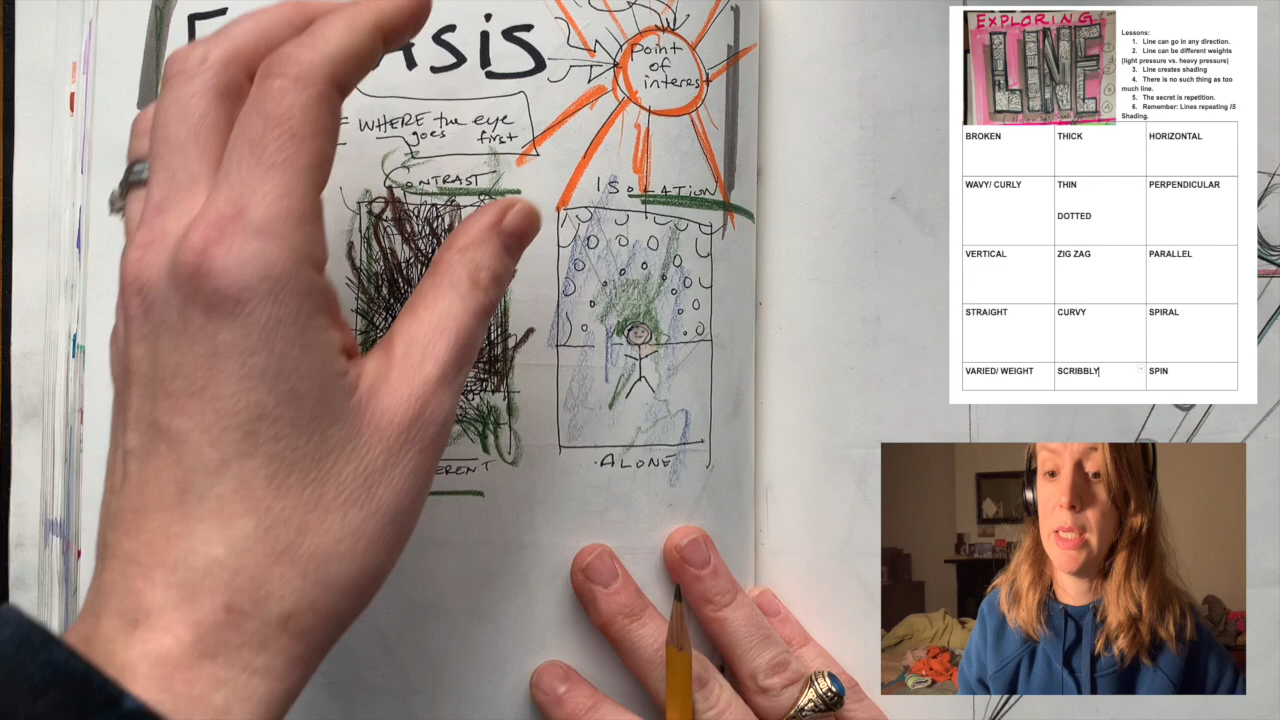 ASIS
point
of
interest
= WHERE the eye
goes first
CONTRAST
ISOLATION
ERENT
ALONE
EXPLORING
LINE
Lessons:
1. Line can go in any direction.
2. Line can be different weights
(light pressure vs. heavy pressure)
3. Line creates shading
4. There is no such thing as too
much line.
5. The secret is repetition.
6. Remember: Lines repeating IS
Shading.
BROKEN THICK HORIZONTAL
WAVY/ CURLY THIN PERPENDICULAR
DOTTED
VERTICAL ZIG ZAG PARALLEL
STRAIGHT CURVY SPIRAL
VARIED/ WEIGHT SCRIBBLY SPIN